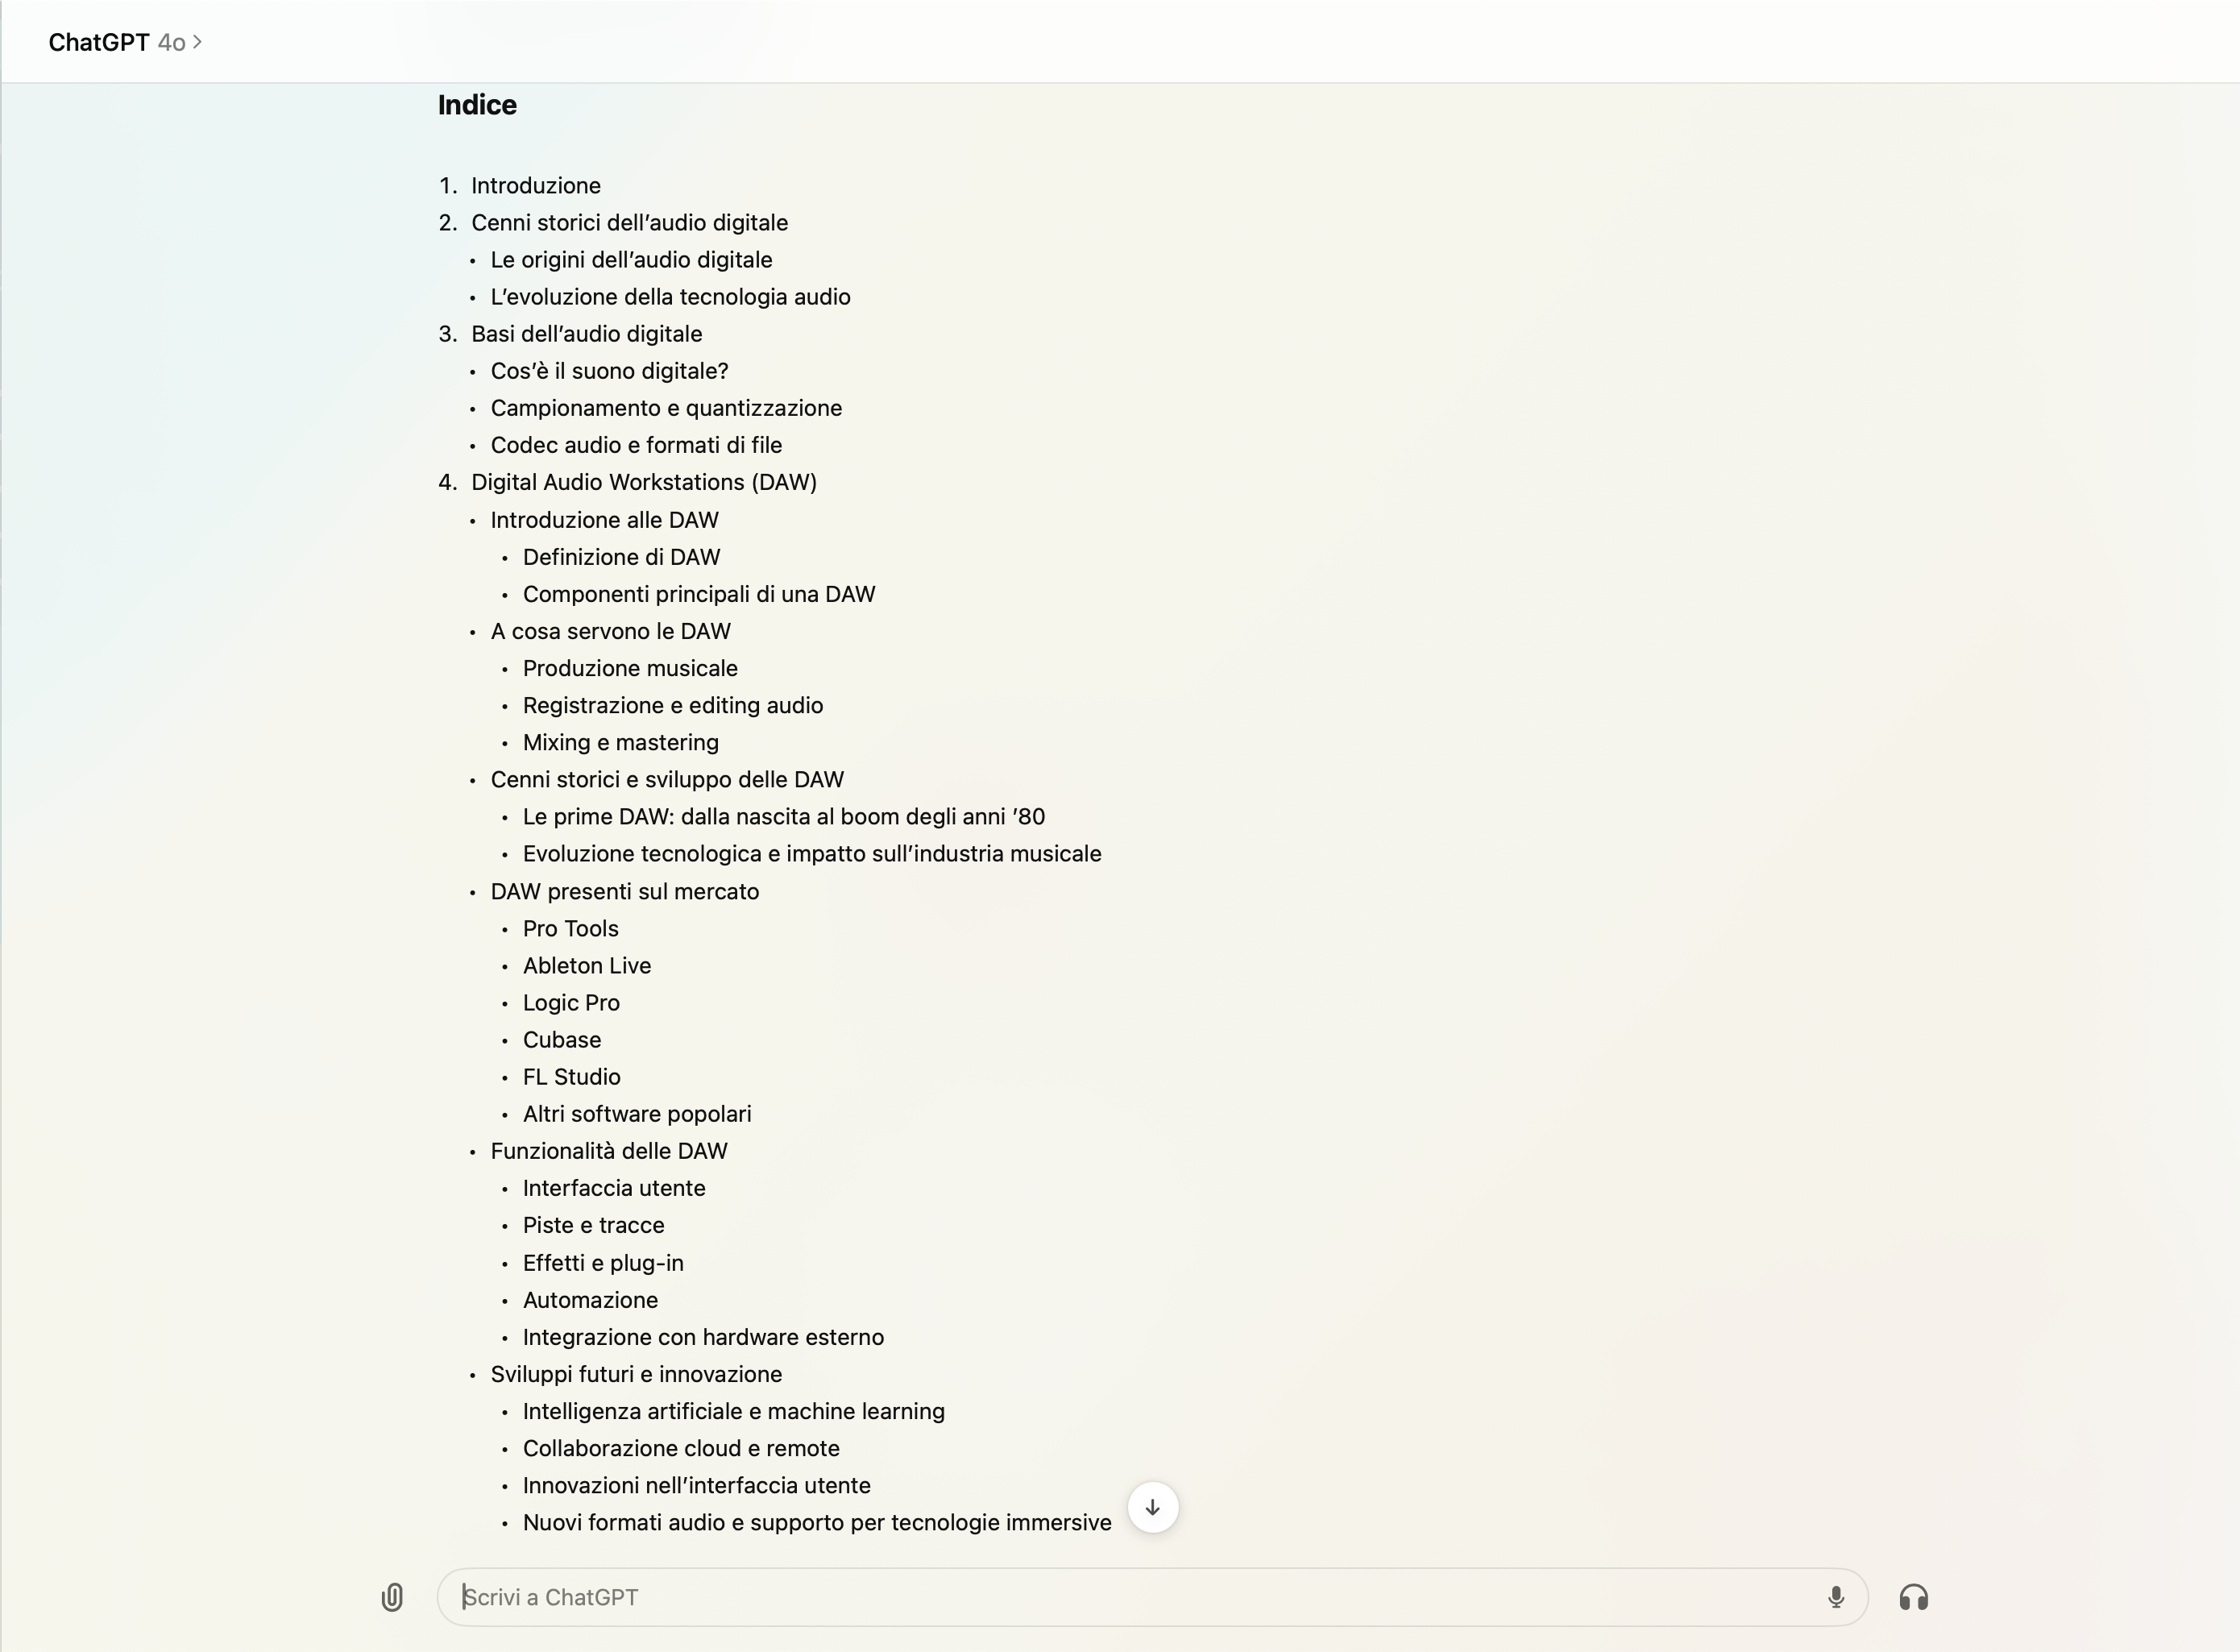 ChatGPT 4o >
Indice
1. Introduzione
2. Cenni storici dell’audio digitale
• Le origini dell’audio digitale
• L’evoluzione della tecnologia audio
3. Basi dell’audio digitale
• Cos’è il suono digitale?
• Campionamento e quantizzazione
• Codec audio e formati di file
4. Digital Audio Workstations (DAW)
• Introduzione alle DAW
• Definizione di DAW
• Componenti principali di una DAW
• A cosa servono le DAW
• Produzione musicale
• Registrazione e editing audio
• Mixing e mastering
• Cenni storici e sviluppo delle DAW
• Le prime DAW: dalla nascita al boom degli anni ’80
• Evoluzione tecnologica e impatto sull’industria musicale
• DAW presenti sul mercato
• Pro Tools
• Ableton Live
• Logic Pro
• Cubase
• FL Studio
• Altri software popolari
• Funzionalità delle DAW
• Interfaccia utente
• Piste e tracce
• Effetti e plug-in
• Automazione
• Integrazione con hardware esterno
• Sviluppi futuri e innovazione
• Intelligenza artificiale e machine learning
• Collaborazione cloud e remote
• Innovazioni nell’interfaccia utente
• Nuovi formati audio e supporto per tecnologie immersive
Scrivi a ChatGPT